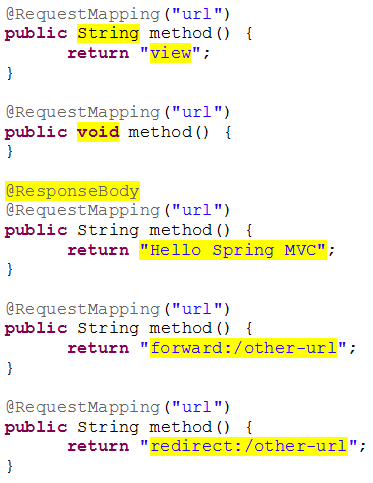 @RequestMapping("url")
public String method() {
return "view";
}
@RequestMapping("url")
public void method() {
}
@ResponseBody
@RequestMapping("url")
public String method() {
return "Hello Spring MVC";
}
@RequestMapping("url")
public String method() {
return "forward:/other-url";
}
@RequestMapping("url")
public String method() {
return "redirect:/other-url";
}